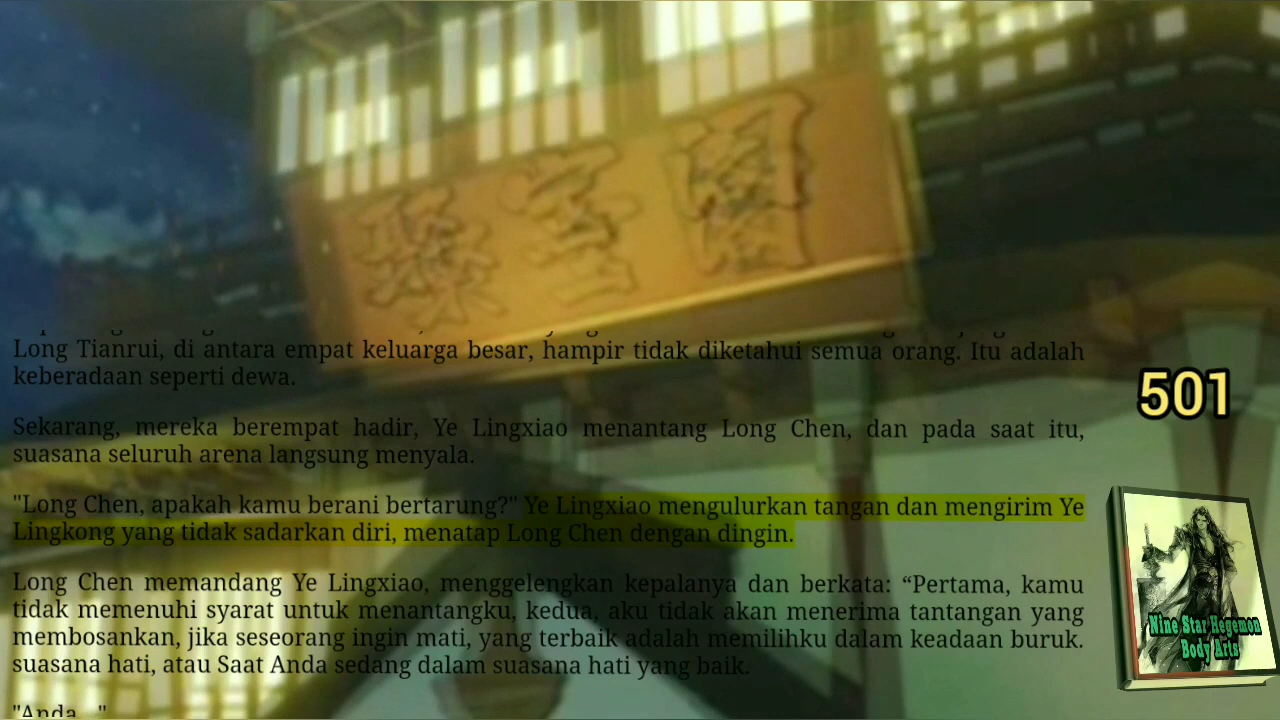 聚宝阁
Long Tianrui, di antara empat keluarga besar, hampir tidak diketahui semua orang. Itu adalah
keberadaan seperti dewa.
Sekarang, mereka berempat hadir, Ye Lingxiao menantang Long Chen, dan pada saat itu,
suasana seluruh arena langsung menyala.
"Long Chen, apakah kamu berani bertarung?" Ye Lingxiao mengulurkan tangan dan mengirim Ye
Lingkong yang tidak sadarkan diri, menatap Long Chen dengan dingin.
Long Chen memandang Ye Lingxiao, menggelengkan kepalanya dan berkata: “Pertama, kamu
tidak memenuhi syarat untuk menantangku, kedua, aku tidak akan menerima tantangan yang
membosankan, jika seseorang ingin mati, yang terbaik adalah memilihku dalam keadaan buruk.
suasana hati, atau Saat Anda sedang dalam suasana hati yang baik.
"Anda..."
501
Nine Star Hegemon
Body Arts